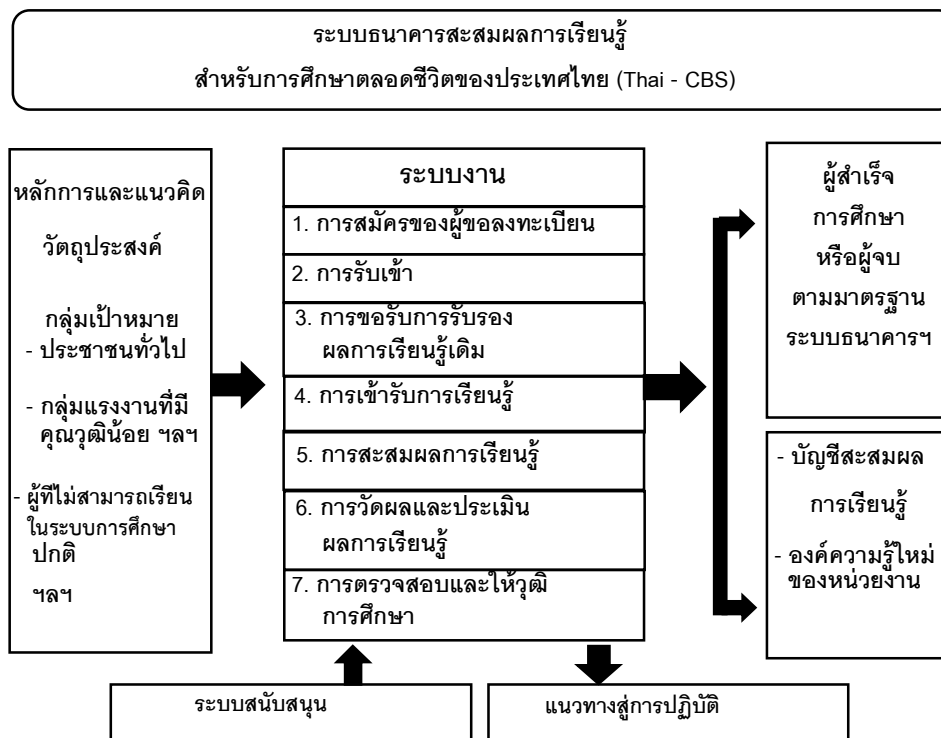 ระบบธนาคารสะสมผลการเรียนรู้
สำหรับการศึกษาตลอดชีวิตของประเทศไทย (Thai - CBS)
หลักการและแนวคิด
วัตถุประสงค์
กลุ่มเป้าหมาย
- ประชาชนทั่วไป
- กลุ่มแรงงานที่มี
คุณวุฒิน้อย ฯลฯ
- ผู้ที่ไม่สามารถเรียน
ในระบบการศึกษา
ปกติ
ฯลฯ
ระบบงาน
1. การสมัครของผู้ขอลงทะเบียน
2. การรับเข้า
3. การขอรับการรับรอง
ผลการเรียนรู้เดิม
4. การเข้ารับการเรียนรู้
5. การสะสมผลการเรียนรู้
6. การวัดผลและประเมิน
ผลการเรียนรู้
7. การตรวจสอบและให้วุฒิ
การศึกษา
ผู้สำเร็จ
การศึกษา
หรือผู้จบ
ตามมาตรฐาน
ระบบธนาคารฯ
- บัญชีสะสมผล
การเรียนรู้
- องค์ความรู้ใหม่
ของหน่วยงาน
ระบบสนับสนุน
แนวทางสู่การปฏิบัติ